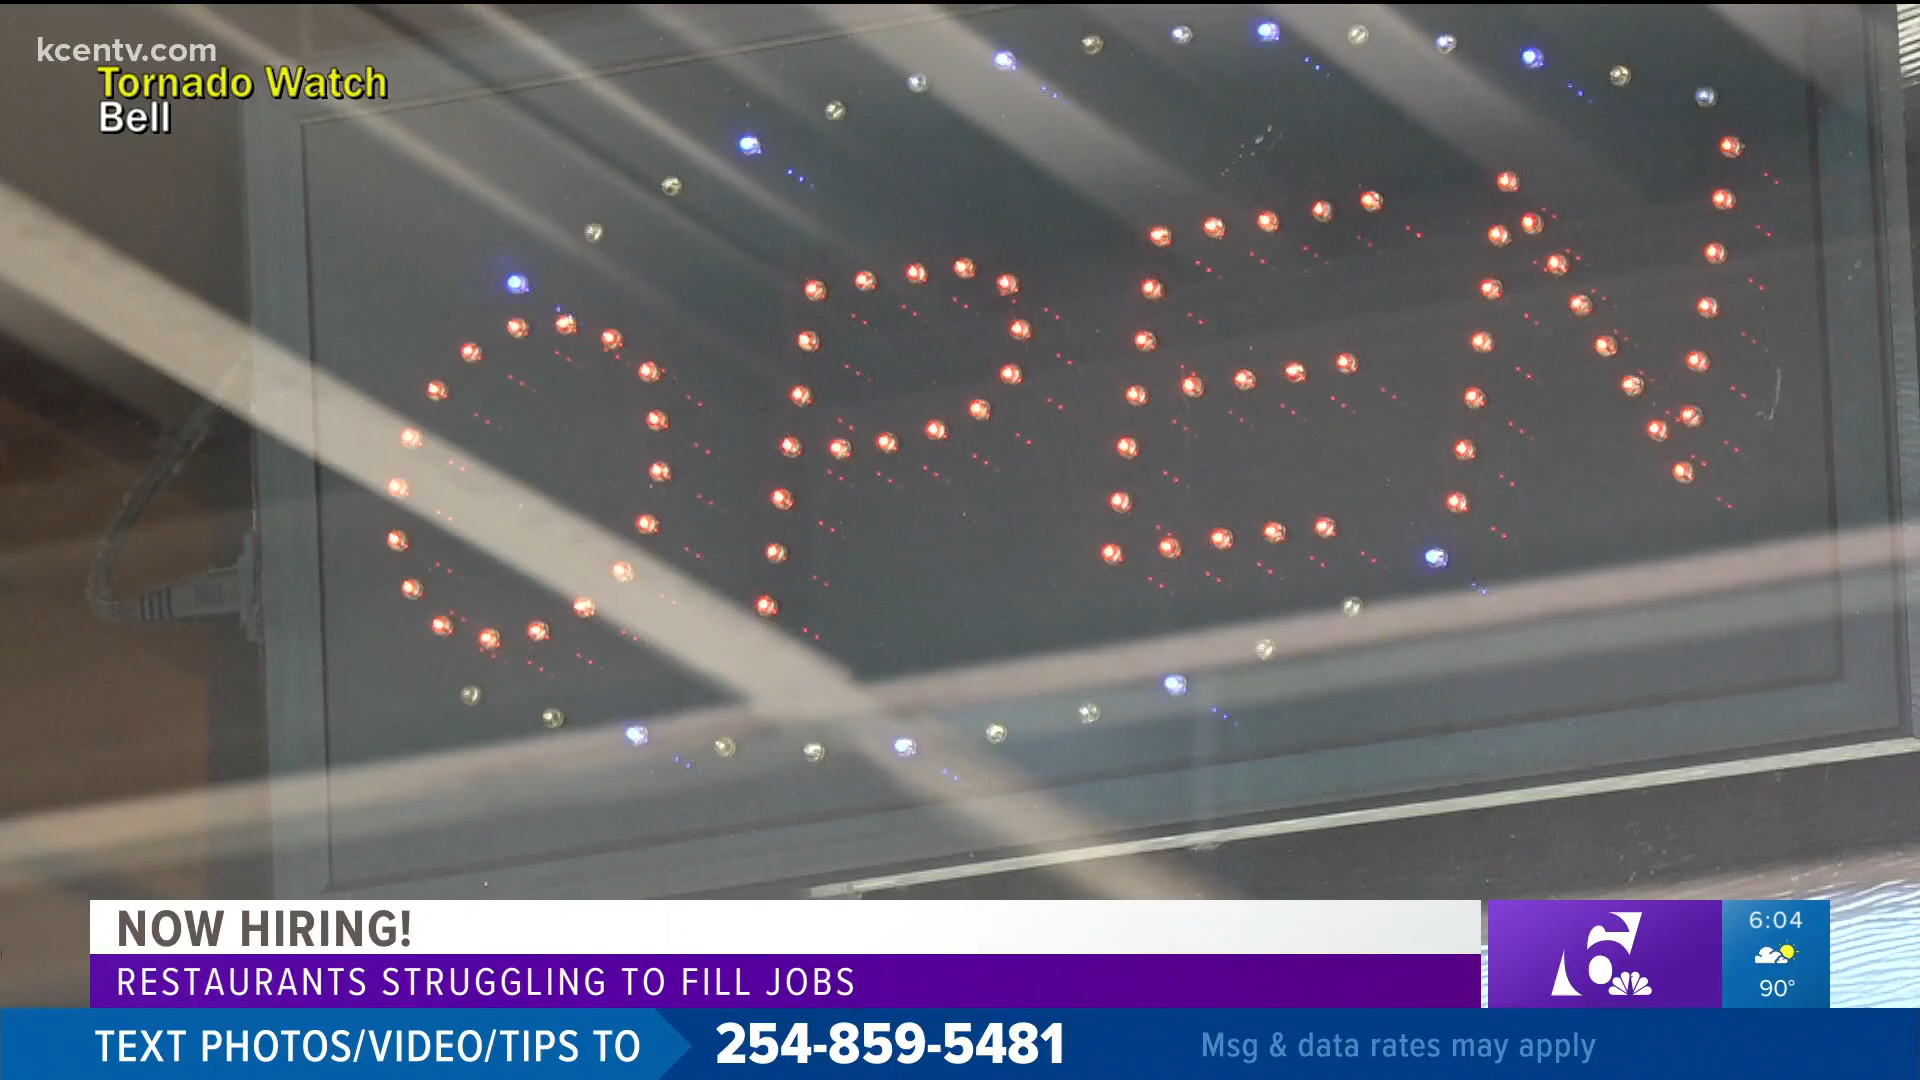 kcentv.com
Tornado Watch
Bell
OPEN
NOW HIRING!
RESTAURANTS STRUGGLING TO FILL JOBS
6
6:04
90°
TEXT PHOTOS/VIDEO/TIPS TO 254-859-5481 Msg & data rates may apply